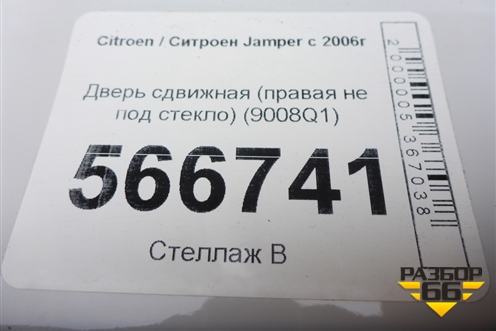 Citroen / Ситроен Jamper с 2006г
Дверь сдвижная (правая не
под стекло) (9008Q1)
566741
Стеллаж В
2000005367038
РАЗБОР
66